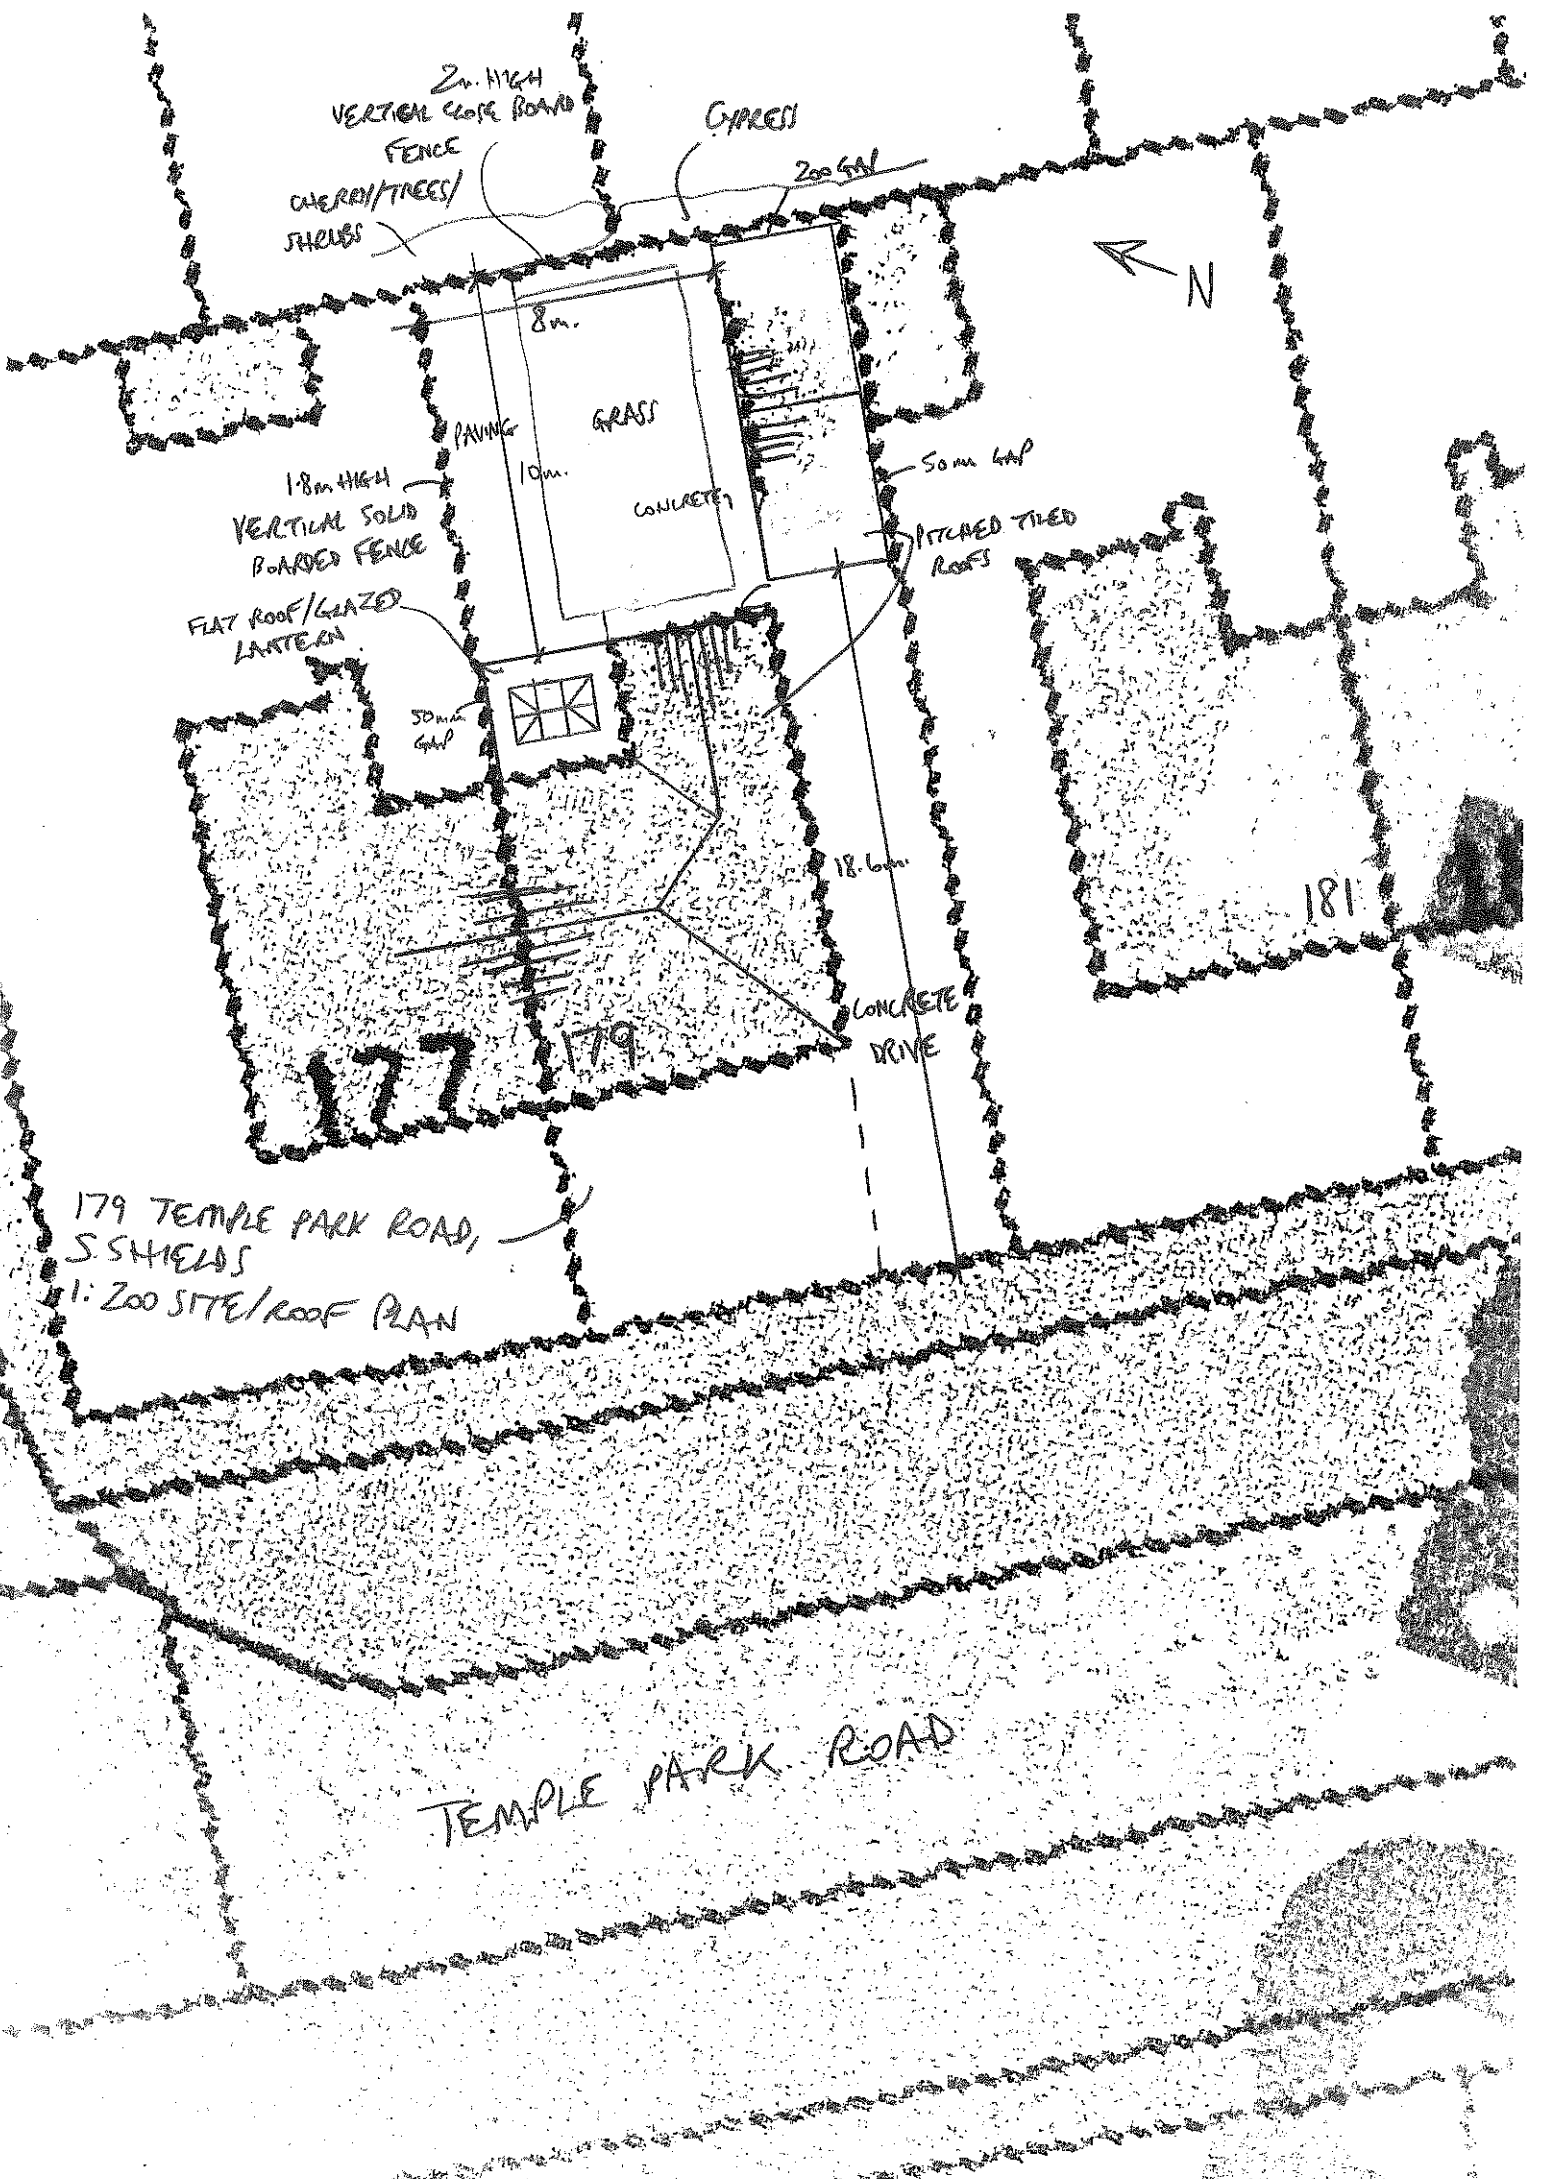 2m. HIGH
VERTICAL CLOSE BOARD
FENCE
CHERRY/TREES/
SHRUBS
CYPRESS
200 GAP
N
8m.
GRASS
PAVING
10m.
CONCRETE
1.8m HIGH
VERTICAL SOLID
BOARDED FENCE
50mm GAP
PITCHED TILED
ROOFS
FLAT ROOF/GLAZED
LANTERN
50mm
GAP
18.6m.
181
CONCRETE
DRIVE
177
179
179 TEMPLE PARK ROAD,
S. SHIELDS
1:200 SITE/ROOF PLAN
TEMPLE PARK ROAD